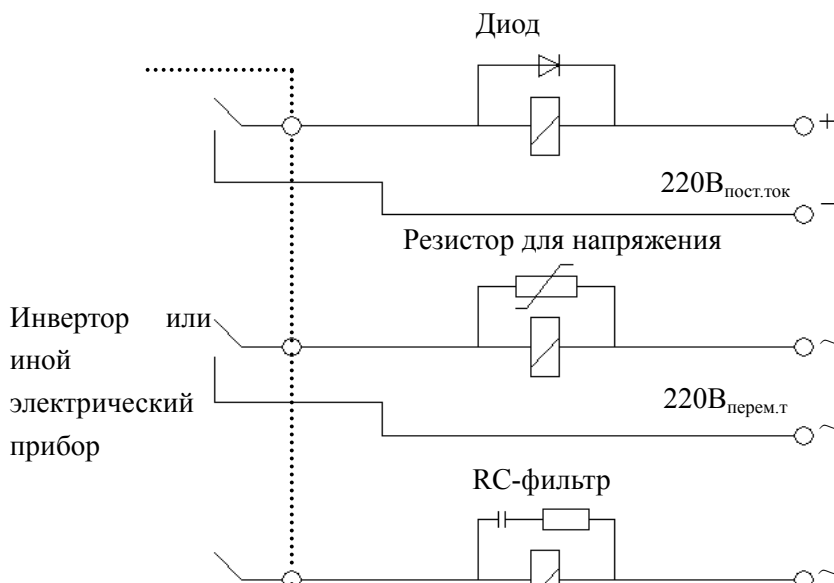 Диод
+
220Впост.ток
−
Резистор для напряжения
Инвертор или
иной
электрический
прибор
~
220Вперем.т
~
RC-фильтр
~